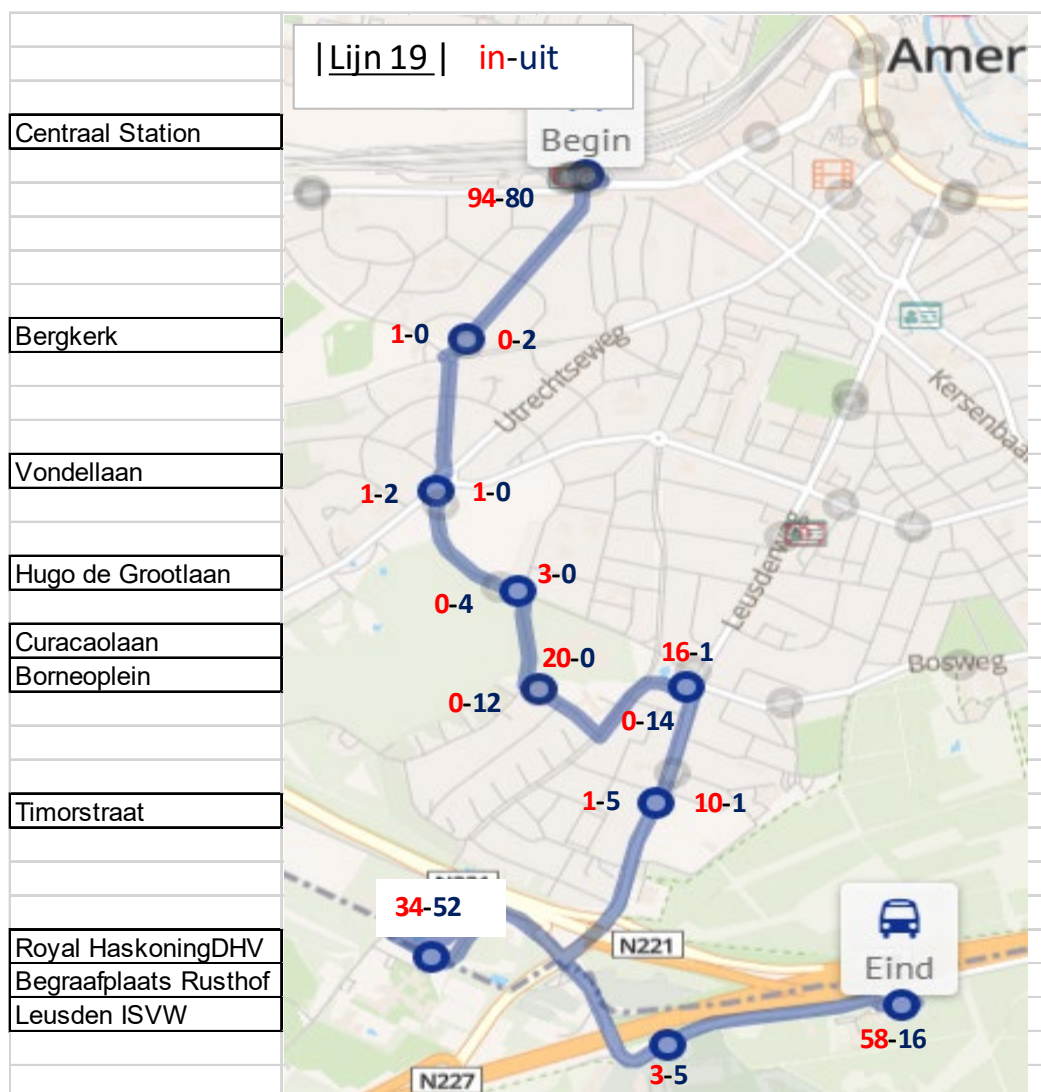 |Lijn 19 | in-uit
Amer
Centraal Station
Begin
94-80
Bergkerk
1-0
0-2
Utrechtseweg
Kersenbaan
Vondellaan
1-2
1-0
Leusderweg
Hugo de Grootlaan
3-0
0-4
Curacaolaan
20-0
16-1
Bosweg
Borneoplein
0-12
0-14
Timorstraat
1-5
10-1
34-52
Royal HaskoningDHV
N221
Eind
Begraafplaats Rusthof
Leusden ISVW
58-16
3-5
N227